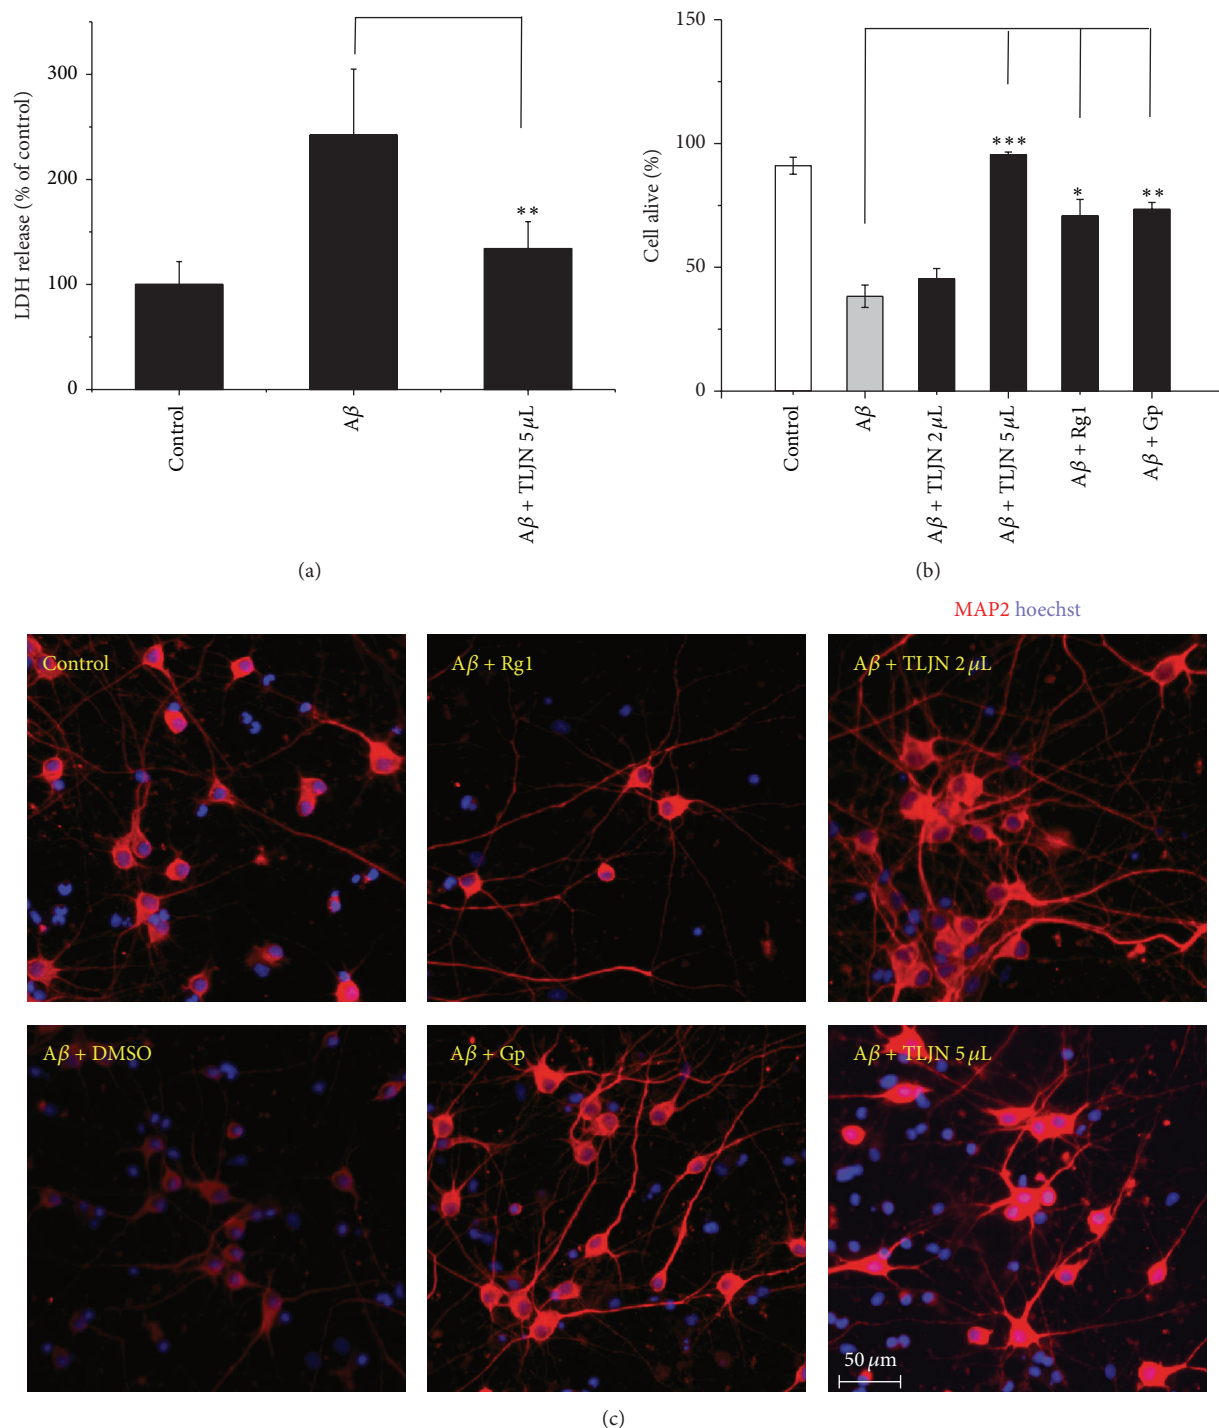 LDH release (% of control)
300
200
100
0
**
Control
Aβ
Aβ + TLJN 5 μL
(a)
Cell alive (%)
150
100
50
0
***
*
**
Control
Aβ
Aβ + TLJN 2 μL
Aβ + TLJN 5 μL
Aβ + Rg1
Aβ + Gp
(b)
MAP2 hoechst
Control
Aβ + Rg1
Aβ + TLJN 2 μL
Aβ + DMSO
Aβ + Gp
Aβ + TLJN 5 μL
50 μm
(c)